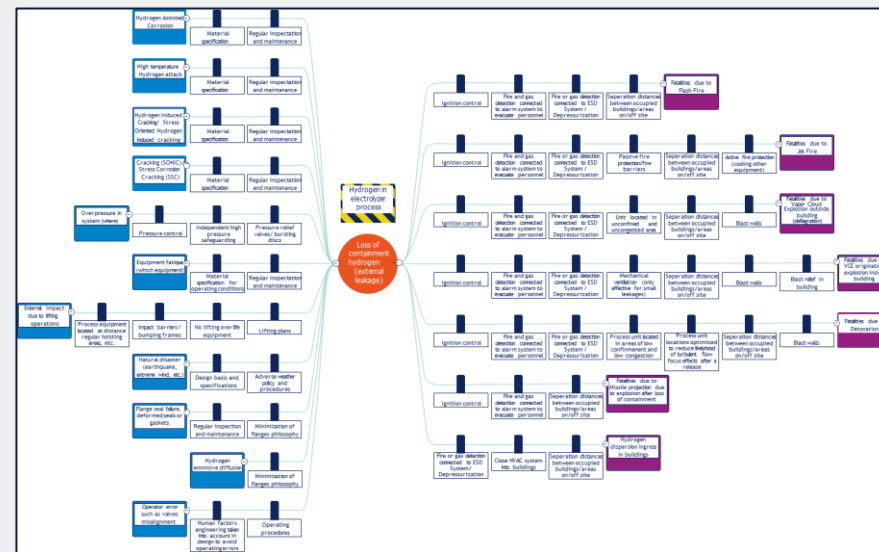 Hydrogen Assisted
Corrosion
Material
specification
Regular inspection
and maintenance
High temperature
Hydrogen attack
Material
specification
Regular inspectation
and maintenance
Hydrogen Induced
Cracking/ Stress
Oriented Hydrogen
induced cracking
Material
specification
Regular inspectation
and maintenance
Cracking (SOHIC)
Stress Corrosion
Cracking (SSC)
Material
specification
Regular inspectation
and maintenance
Overpressure in
system (where)
Pressure control
Independent high
pressure
safeguarding
Pressure relief
valves/ bursting
discs
Equipment fatigue
(which equipment)
Material
specification for
operating conditions
Regular inspectation
and maintenance
External impact
due to lifting
operations
Process equipment
located at distance
regular hoisting
areas, etc.
Impact barriers/
bumping frames
No lifting over life
equipment
Lifting plans
Natural disaster
(earthquake,
extreme wind, etc.)
Design basis and
specifications
Adverse weather
policy and
procedures
Flange seal failure,
deformed seals or
gaskets
Regular inspection
and maintenance
Minimization of
flanges philosophy
Hydrogen
emmisive diffusion
Minimization of
flanges philosophy
Operator error
such as valves
misalignment
Human factors
engineering taken
into account in
design to avoid
operating errors
Operating
procedures
Hydrogen in
electrolyzer
process
Loss of
containment
hydrogen
(external
leakage)
Ignition control
Fire and gas
detection connected
to alarm system to
evacuate personnel
Fire or gas detection
connected to ESD
System /
Depressurization
Seperation distances
between occupied
buildings/areas
on/off site
Fatalities due to
Flash Fire
Ignition control
Fire and gas
detection connected
to alarm system to
evacuate personnel
Fire or gas detection
connected to ESD
System /
Depressurization
Passive fire
protection/fire
barriers
Seperation distances
between occupied
buildings/areas
on/off site
Active fire protection
(cooling other
equipment)
Fatalities due to
Jet Fire
Ignition control
Fire and gas
detection connected
to alarm system to
evacuate personnel
Fire or gas detection
connected to ESD
System /
Depressurization
Unit located in
unconfined and
uncongested area
Seperation distances
between occupied
buildings/areas
on/off site
Blast walls
Fatalities due to
Vapor Cloud
Explosion outside
building
(deflagration)
Ignition control
Fire and gas
detection connected
to alarm system to
evacuate personnel
Fire or gas detection
connected to ESD
System /
Depressurization
Mechanical
ventilation (only
effective for small
leakages)
Seperation distances
between occupied
buildings/areas
on/off site
Blast walls
Blast relief in
building
Fatalities due
VCE originatin
explosion insid
building
Ignition control
Fire and gas
detection connected
to alarm system to
evacuate personnel
Fire or gas detection
connected to ESD
System /
Depressurization
Process unit located
in areas of low
confinement and
low congestion
Process unit
locations optimized
to reduce likelihood
of turbulent flow
focus effects after a
release
Seperation distances
between occupied
buildings/areas
on/off site
Blast walls
Fatalities due
Detonation
Ignition control
Fire and gas
detection connected
to alarm system to
evacuate personnel
Seperation distances
between occupied
buildings/areas
on/off site
Fatalities due to
Missile projection due
to explosion after loss
of containment
Fire or gas detection
connected to ESD
System/
Depressurization
Close HVAC system
into buildings
Seperation distances
between occupied
buildings/areas
on/off site
Hydrogen
dispersion ingress
in buildings